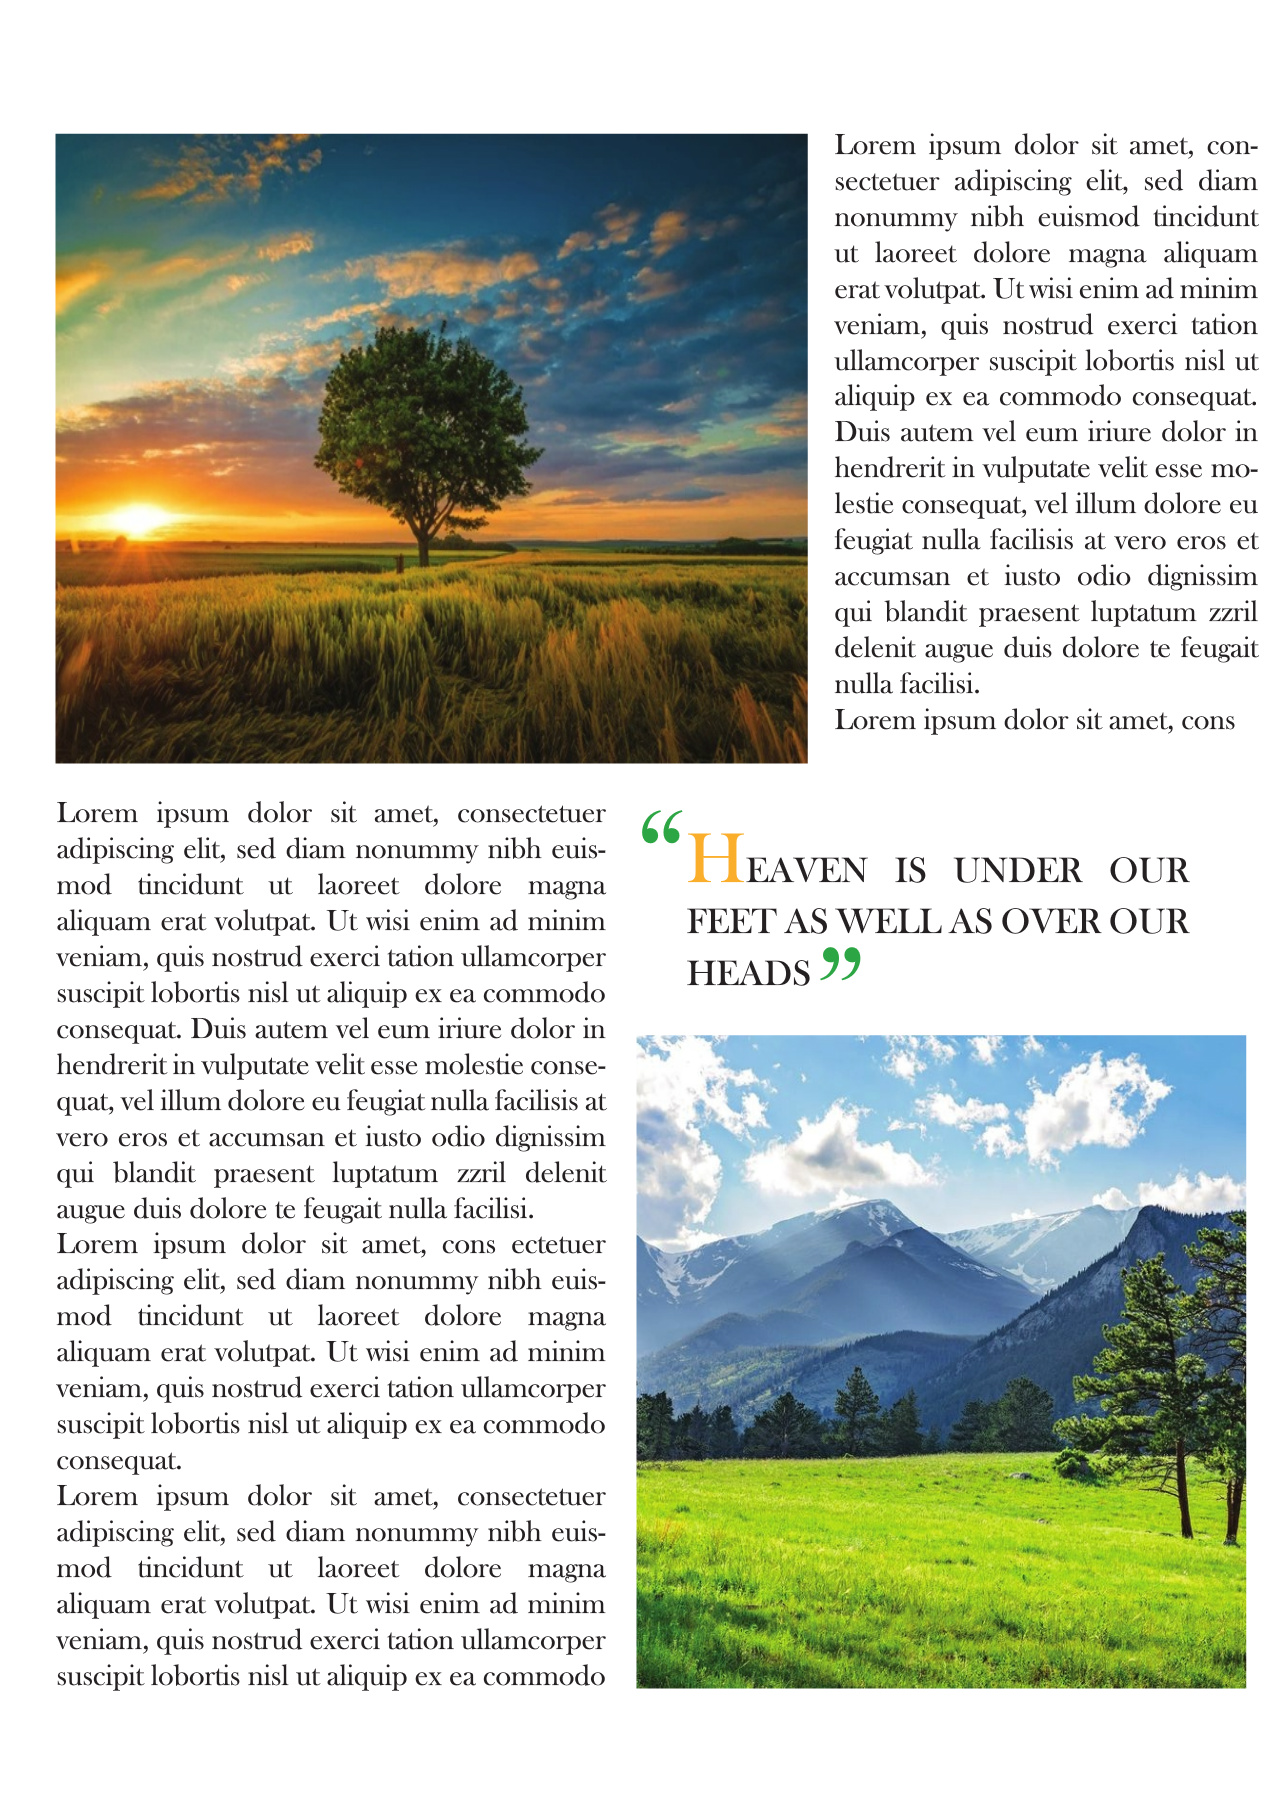 Lorem ipsum dolor sit amet, con-
sectetuer adipiscing elit, sed diam
nonummy nibh euismod tincidunt
ut laoreet dolore magna aliquam
erat volutpat. Ut wisi enim ad minim
veniam, quis nostrud exerci tation
ullamcorper suscipit lobortis nisl ut
aliquip ex ea commodo consequat.
Duis autem vel eum iriure dolor in
hendrerit in vulputate velit esse mo-
lestie consequat, vel illum dolore eu
feugiat nulla facilisis at vero eros et
accumsan et iusto odio dignissim
qui blandit praesent luptatum zzril
delenit augue duis dolore te feugait
nulla facilisi.
Lorem ipsum dolor sit amet, cons
Lorem ipsum dolor sit amet, consectetuer
adipiscing elit, sed diam nonummy nibh euis-
mod tincidunt ut laoreet dolore magna
aliquam erat volutpat. Ut wisi enim ad minim
veniam, quis nostrud exerci tation ullamcorper
suscipit lobortis nisl ut aliquip ex ea commodo
consequat. Duis autem vel eum iriure dolor in
hendrerit in vulputate velit esse molestie conse-
quat, vel illum dolore eu feugiat nulla facilisis at
vero eros et accumsan et iusto odio dignissim
qui blandit praesent luptatum zzril delenit
augue duis dolore te feugait nulla facilisi.
Lorem ipsum dolor sit amet, cons ectetuer
adipiscing elit, sed diam nonummy nibh euis-
mod tincidunt ut laoreet dolore magna
aliquam erat volutpat. Ut wisi enim ad minim
veniam, quis nostrud exerci tation ullamcorper
suscipit lobortis nisl ut aliquip ex ea commodo
consequat.
Lorem ipsum dolor sit amet, consectetuer
adipiscing elit, sed diam nonummy nibh euis-
mod tincidunt ut laoreet dolore magna
aliquam erat volutpat. Ut wisi enim ad minim
veniam, quis nostrud exerci tation ullamcorper
suscipit lobortis nisl ut aliquip ex ea commodo
“HEAVEN IS UNDER OUR
FEET AS WELL AS OVER OUR
HEADS”